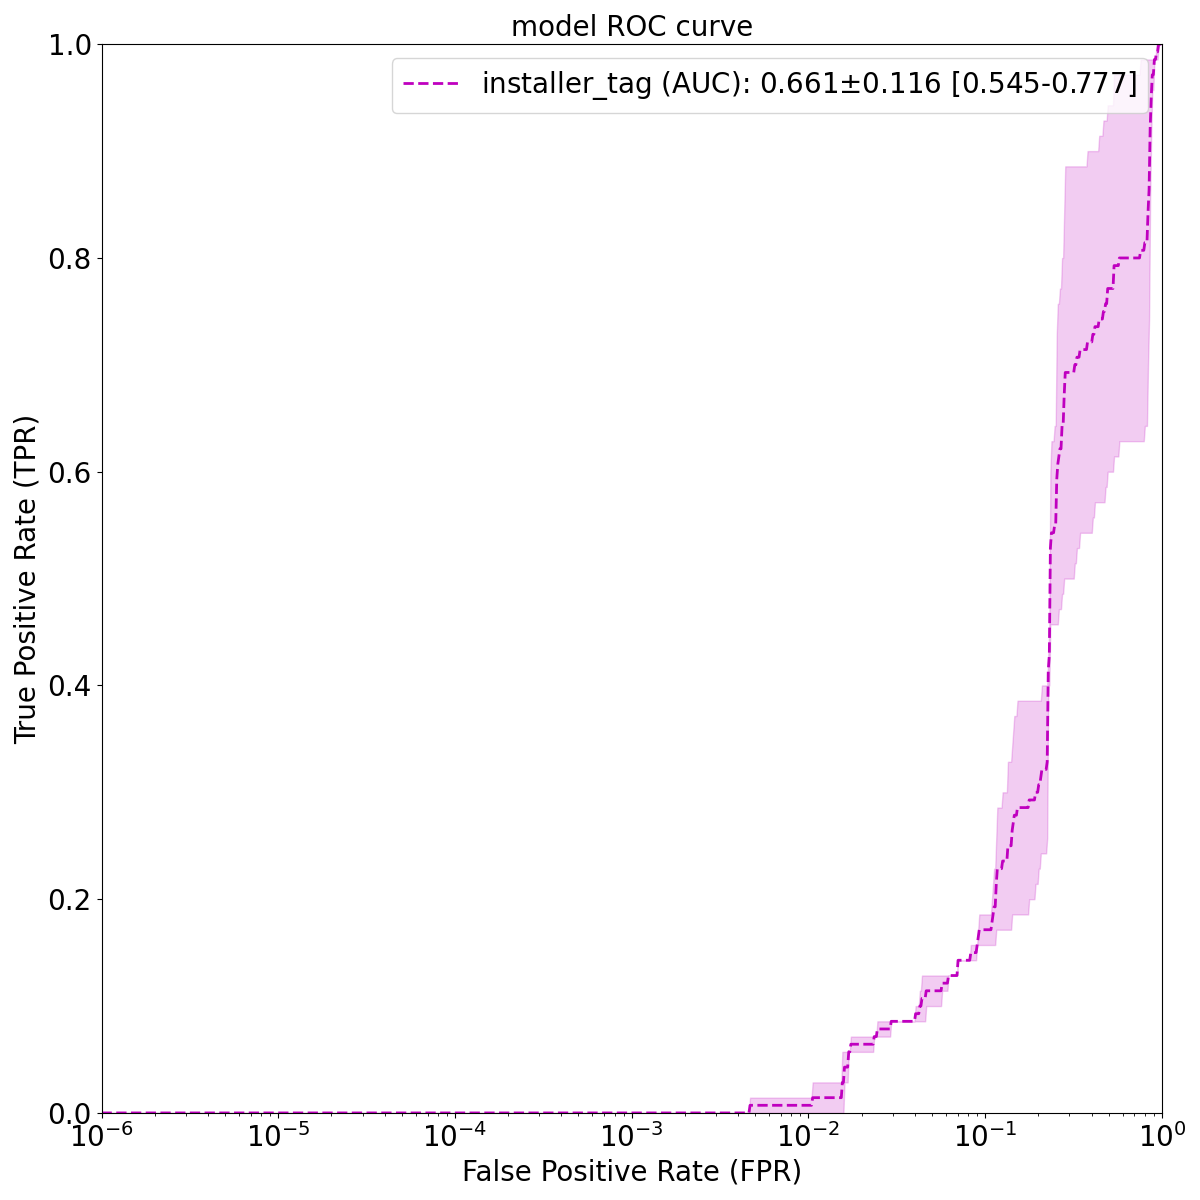 model ROC curve
installer_tag (AUC): 0.661±0.116 [0.545-0.777]
1.0
0.8
0.6
0.4
0.2
0.0
True Positive Rate (TPR)
10⁻⁶ 10⁻⁵ 10⁻⁴ 10⁻³ 10⁻² 10⁻¹ 10⁰
False Positive Rate (FPR)